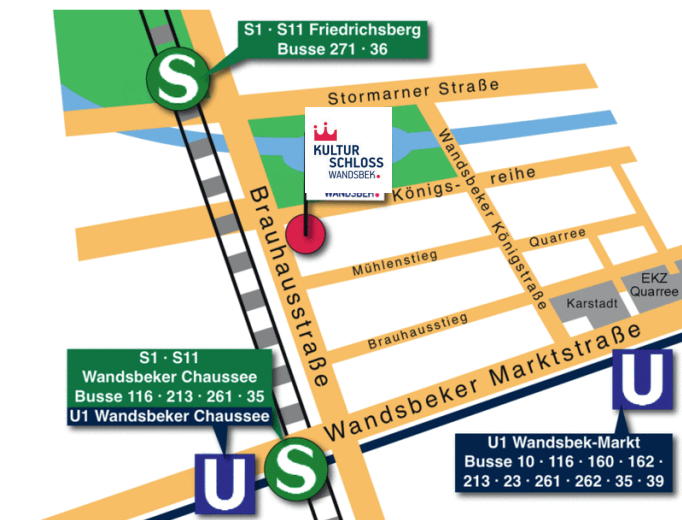 S1 · S11 Friedrichsberg
Busse 271 · 36
S
Stormarner Straße
KULTUR
SCHLOSS
WANDSBEK.
WANDSBEK.
Königs- reihe
Wandsbeker Königstraße
Brauhausstraße
Quarree
Mühlenstieg
EKZ
Quarree
Karstadt
Brauhausstieg
Wandsbeker Marktstraße
S1 · S11
Wandsbeker Chaussee
Busse 116 · 213 · 261 · 35
U1 Wandsbeker Chaussee
U
S
U
U1 Wandsbek-Markt
Busse 10 · 116 · 160 · 162 ·
213 · 23 · 261 · 262 · 35 · 39